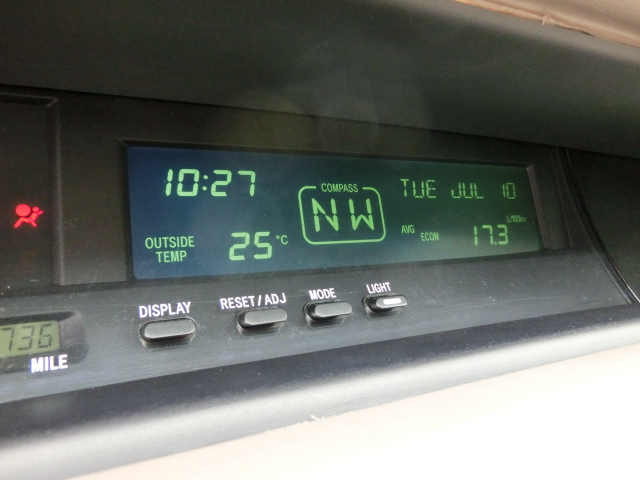 10:27
COMPASS
NW
TUE JUL 10
OUTSIDE
TEMP
25°C
AVG ECON
L/100km
17.3
DISPLAY
RESET/ADJ
MODE
LIGHT
736
MILE